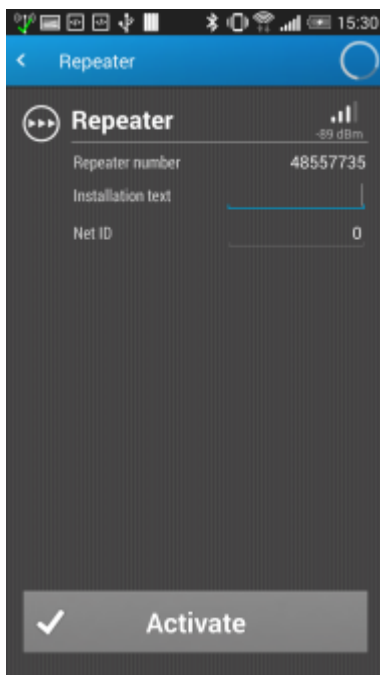 15:30
Repeater
Repeater
-89 dBm
Repeater number 48557735
Installation text
Net ID 0
Activate